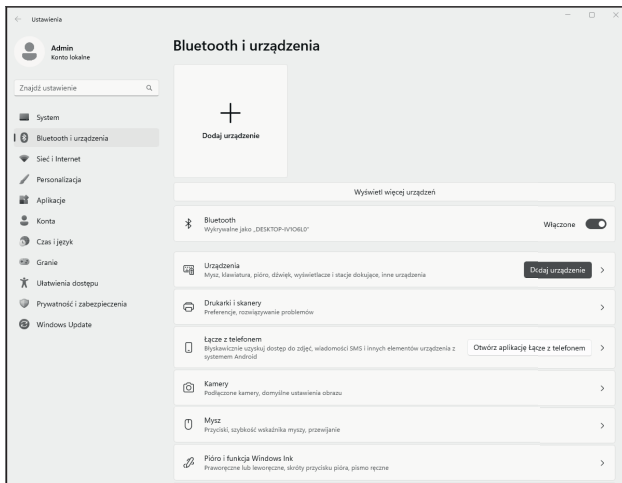 Ustawienia
Admin
Konto lokalne
Znajdź ustawienie
System
Bluetooth i urządzenia
Sieć i Internet
Personalizacja
Aplikacje
Konta
Czas i język
Granie
Ułatwienia dostępu
Prywatność i zabezpieczenia
Windows Update
Bluetooth i urządzenia
Dodaj urządzenie
Wyświetl więcej urządzeń
Bluetooth
Wykrywalne jako „DESKTOP-IV1O6L0”
Włączone
Urządzenia
Mysz, klawiatura, pióro, dźwięk, wyświetlacze i stacje dokujące, inne urządzenia
Dodaj urządzenie
Drukarki i skanery
Preferencje, rozwiązywanie problemów
Łącze z telefonem
Błyskawicznie uzyskuj dostęp do zdjęć, wiadomości SMS i innych elementów urządzenia z
systemem Android
Otwórz aplikację Łącze z telefonem
Kamery
Podłączone kamery, domyślne ustawienia obrazu
Mysz
Przyciski, szybkość wskaźnika myszy, przewijanie
Pióro i funkcja Windows Ink
Praworęczne lub leworęczne, skróty przycisku pióra, pismo ręczne